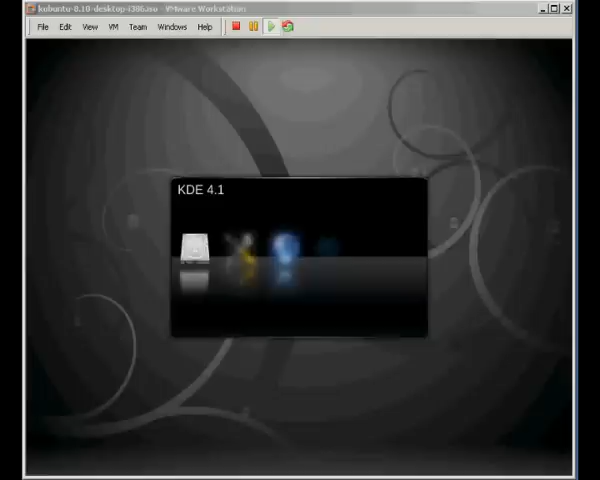 kubuntu-8.10-desktop-i386.iso - VMware Workstation
File Edit View VM Team Windows Help
KDE 4.1